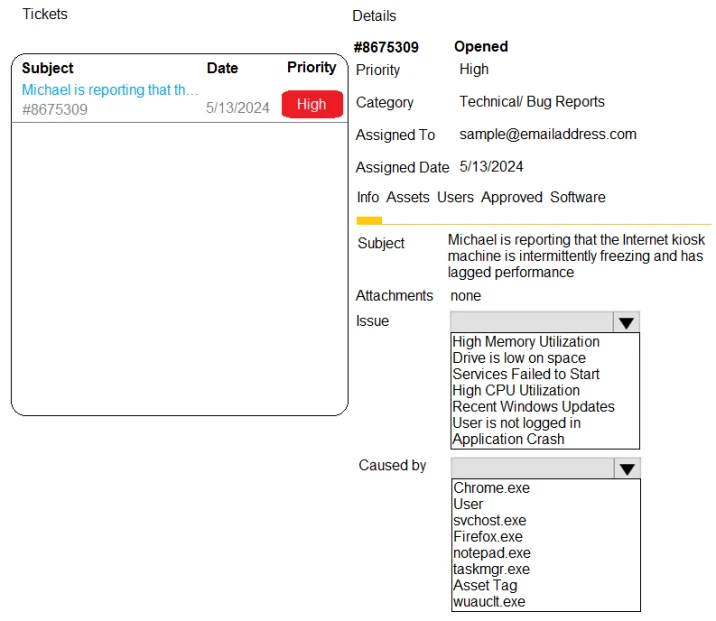 Tickets
Subject Date Priority
Michael is reporting that th...
#8675309 5/13/2024 High
Details
#8675309 Opened
Priority High
Category Technical/ Bug Reports
Assigned To sample@emailaddress.com
Assigned Date 5/13/2024
Info Assets Users Approved Software
Subject Michael is reporting that the Internet kiosk
machine is intermittently freezing and has
lagged performance
Attachments none
Issue
High Memory Utilization
Drive is low on space
Services Failed to Start
High CPU Utilization
Recent Windows Updates
User is not logged in
Application Crash
Caused by
Chrome.exe
User
svchost.exe
Firefox.exe
notepad.exe
taskmgr.exe
Asset Tag
wuauclt.exe